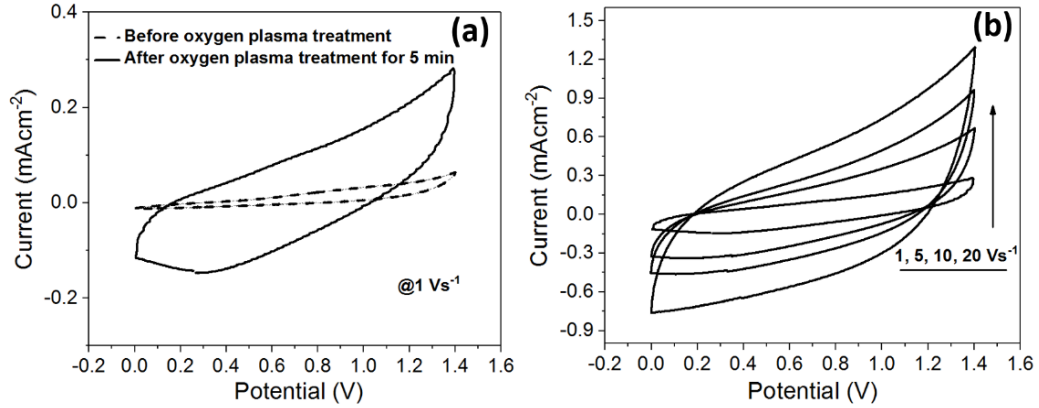 (a)
Before oxygen plasma treatment
After oxygen plasma treatment for 5 min
0.4
0.2
0.0
-0.2
Current (mAcm⁻²)
@1 Vs⁻¹
-0.2 0.0 0.2 0.4 0.6 0.8 1.0 1.2 1.4 1.6
Potential (V)
(b)
1.5
1.2
0.9
0.6
0.3
0.0
-0.3
-0.6
-0.9
Current (mAcm⁻²)
1, 5, 10, 20 Vs⁻¹
-0.2 0.0 0.2 0.4 0.6 0.8 1.0 1.2 1.4 1.6
Potential (V)